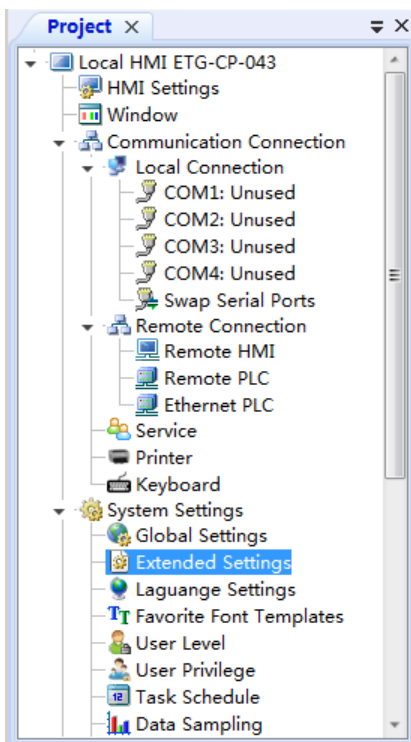 Project
Local HMI ETG-CP-043
HMI Settings
Window
Communication Connection
Local Connection
COM1: Unused
COM2: Unused
COM3: Unused
COM4: Unused
Swap Serial Ports
Remote Connection
Remote HMI
Remote PLC
Ethernet PLC
Service
Printer
Keyboard
System Settings
Global Settings
Extended Settings
Laguange Settings
Favorite Font Templates
User Level
User Privilege
Task Schedule
Data Sampling